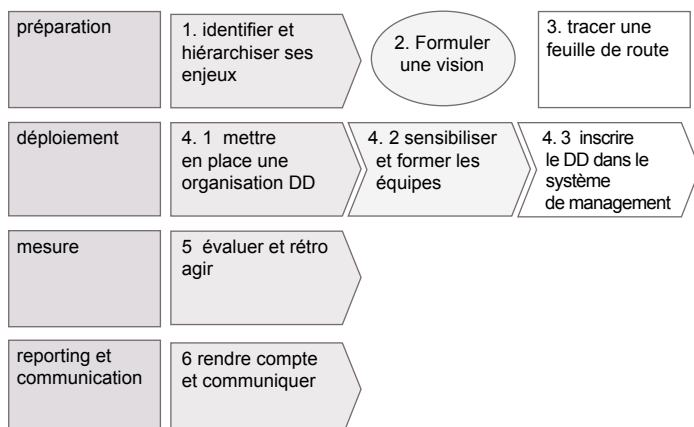 préparation
1. identifier et
hiérarchiser ses
enjeux
2. Formuler
une vision
3. tracer une
feuille de route
déploiement
4. 1 mettre
en place une
organisation DD
4. 2 sensibiliser
et former les
équipes
4. 3 inscrire
le DD dans le
système
de management
mesure
5 évaluer et rétro
agir
reporting et
communication
6 rendre compte
et communiquer